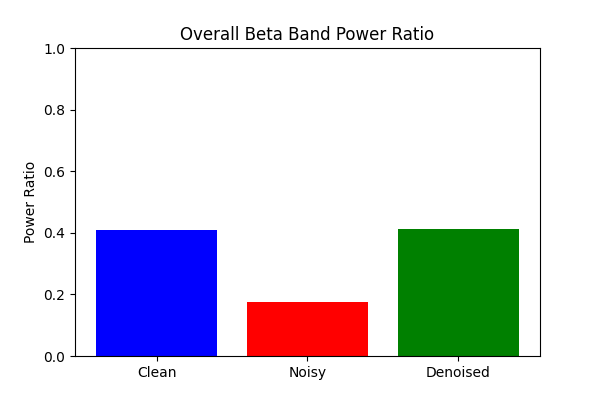 Overall Beta Band Power Ratio
1.0
0.8
0.6
0.4
0.2
0.0
Power Ratio
Clean
Noisy
Denoised